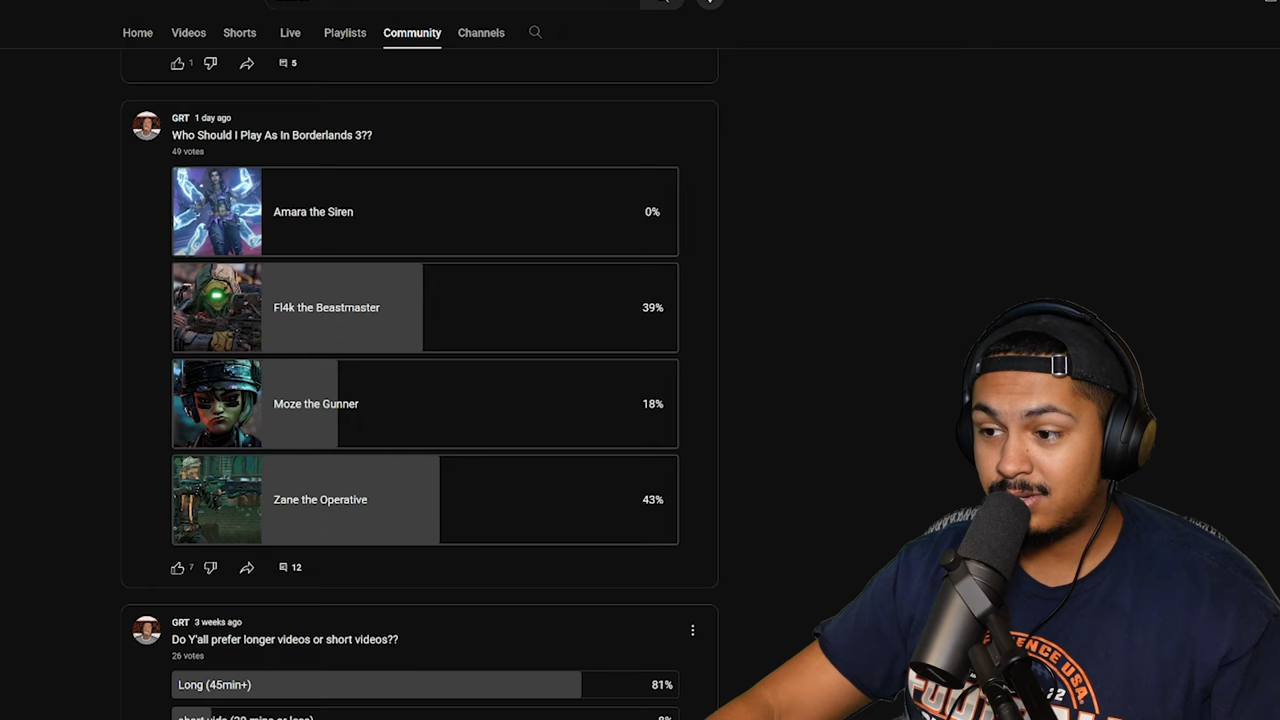 Home Videos Shorts Live Playlists Community Channels
1 5
GRT 1 day ago
Who Should I Play As In Borderlands 3??
49 votes
Amara the Siren 0%
Fl4k the Beastmaster 39%
Moze the Gunner 18%
Zane the Operative 43%
7 12
GRT 3 weeks ago
Do Y'all prefer longer videos or short videos??
26 votes
Long (45min+) 81%
ENCE USA